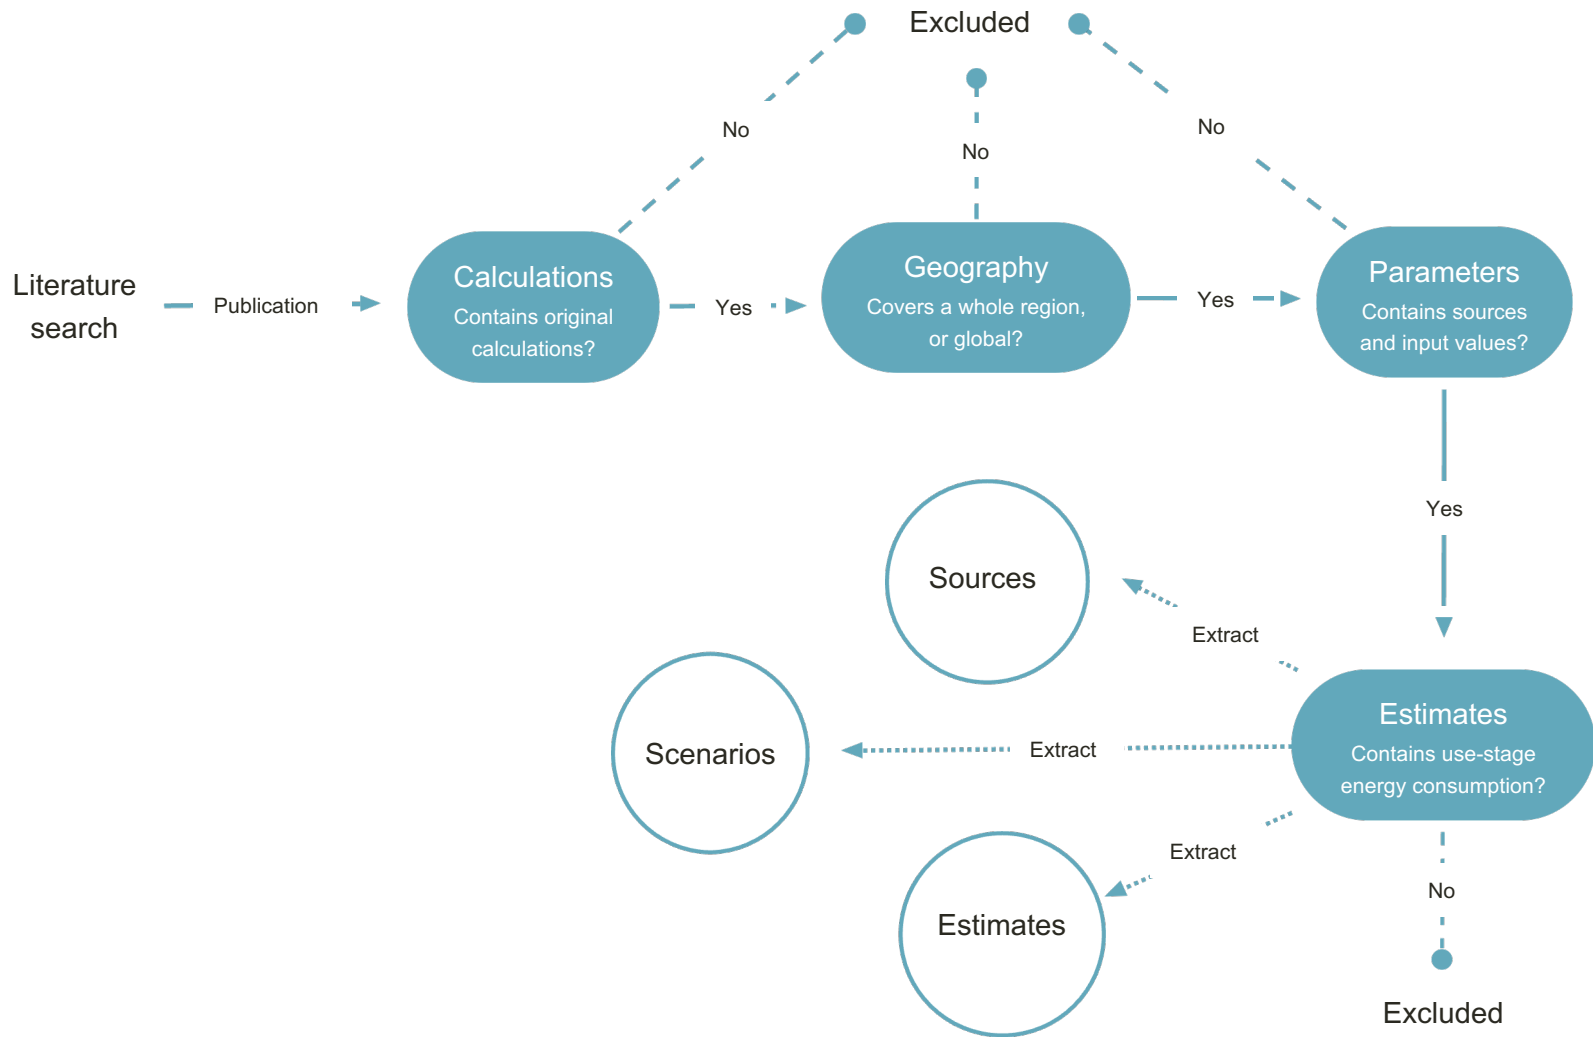 Excluded
No
No
No
Literature
search
Publication
Calculations
Contains original
calculations?
Yes
Geography
Covers a whole region,
or global?
Yes
Parameters
Contains sources
and input values?
Yes
Sources
Extract
Scenarios
Extract
Estimates
Contains use-stage
energy consumption?
Extract
Estimates
No
Excluded